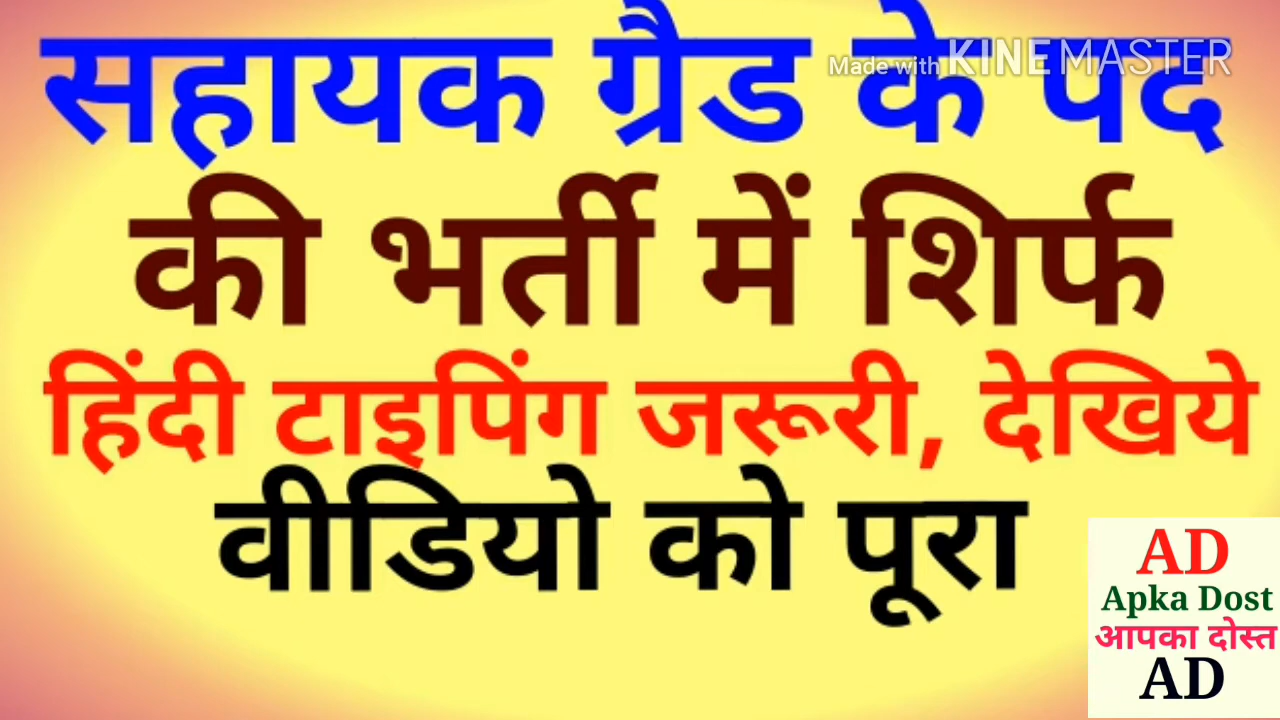 सहायक ग्रैड के पद
Made with KINEMASTER
की भर्ती में शिर्फ
हिंदी टाइपिंग जरूरी, देखिये
वीडियो को पूरा
AD
Apka Dost
आपका दोस्त
AD